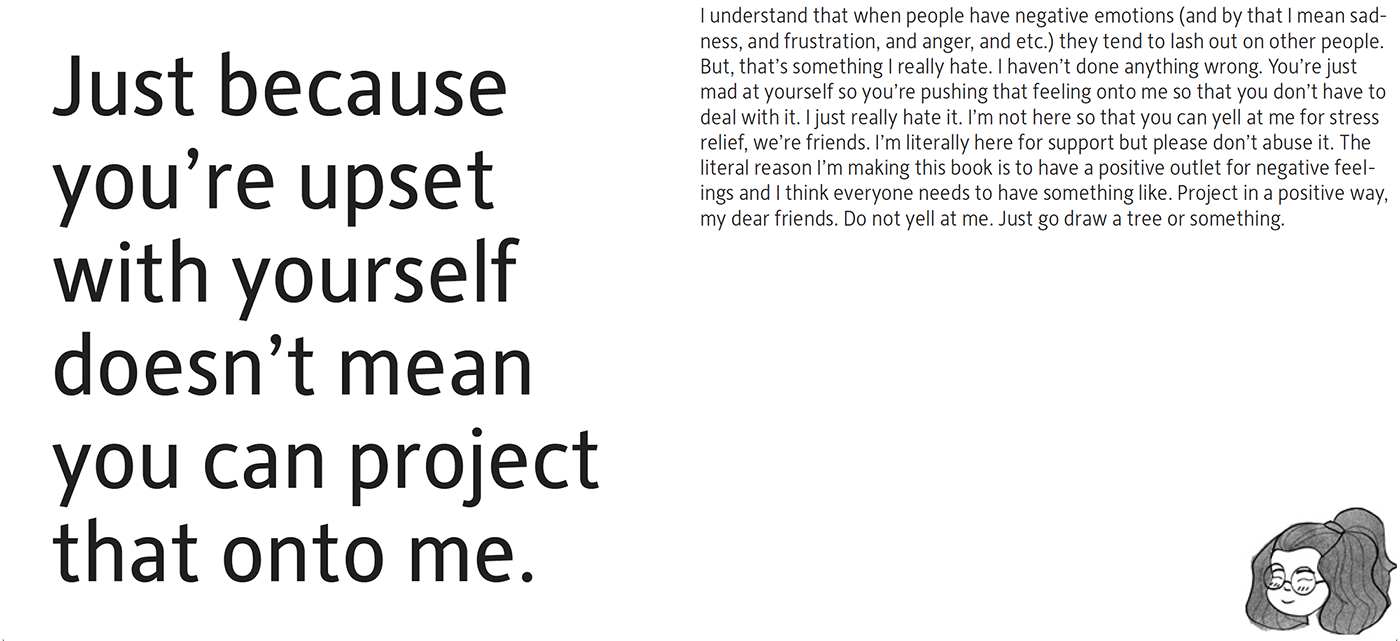 Just because
you’re upset
with yourself
doesn’t mean
you can project
that onto me.
I understand that when people have negative emotions (and by that I mean sad-
ness, and frustration, and anger, and etc.) they tend to lash out on other people.
But, that’s something I really hate. I haven’t done anything wrong. You’re just
mad at yourself so you’re pushing that feeling onto me so that you don’t have to
deal with it. I just really hate it. I’m not here so that you can yell at me for stress
relief, we’re friends. I’m literally here for support but please don’t abuse it. The
literal reason I’m making this book is to have a positive outlet for negative feel-
ings and I think everyone needs to have something like. Project in a positive way,
my dear friends. Do not yell at me. Just go draw a tree or something.